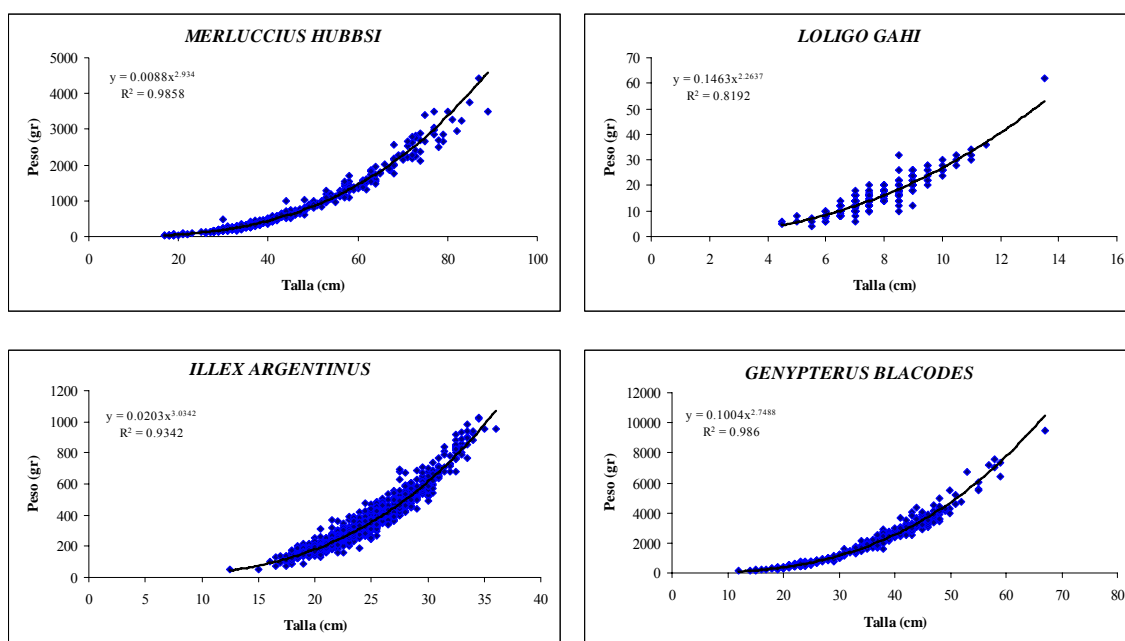 MERLUCCIUS HUBBSI
y = 0.0088x^2.934
R² = 0.9858
Peso (gr)
5000
4000
3000
2000
1000
0
0 20 40 60 80 100
Talla (cm)
LOLIGO GAHI
y = 0.1463x^2.2637
R² = 0.8192
Peso (gr)
70
60
50
40
30
20
10
0
0 2 4 6 8 10 12 14 16
Talla (cm)
ILLEX ARGENTINUS
y = 0.0203x^3.0342
R² = 0.9342
Peso (gr)
1200
1000
800
600
400
200
0
0 5 10 15 20 25 30 35 40
Talla (cm)
GENYPTERUS BLACODES
y = 0.1004x^2.7488
R² = 0.986
Peso (gr)
12000
10000
8000
6000
4000
2000
0
0 10 20 30 40 50 60 70 80
Talla (cm)